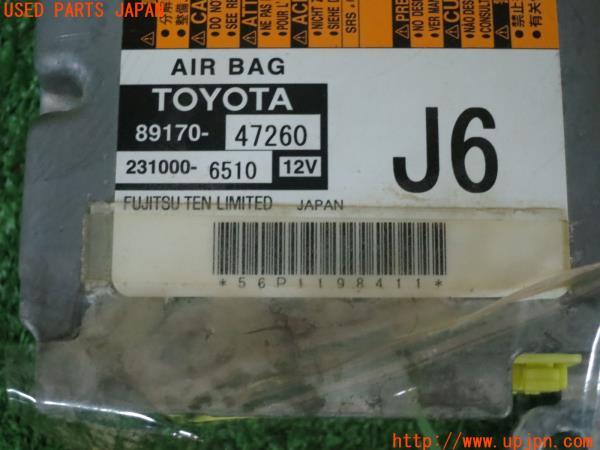 USED PARTS JAPAN
AIR BAG
TOYOTA
89170- 47260
231000- 6510 12V
J6
FUJITSU TEN LIMITED JAPAN
*56P1198411*
http://www.upjpn.com